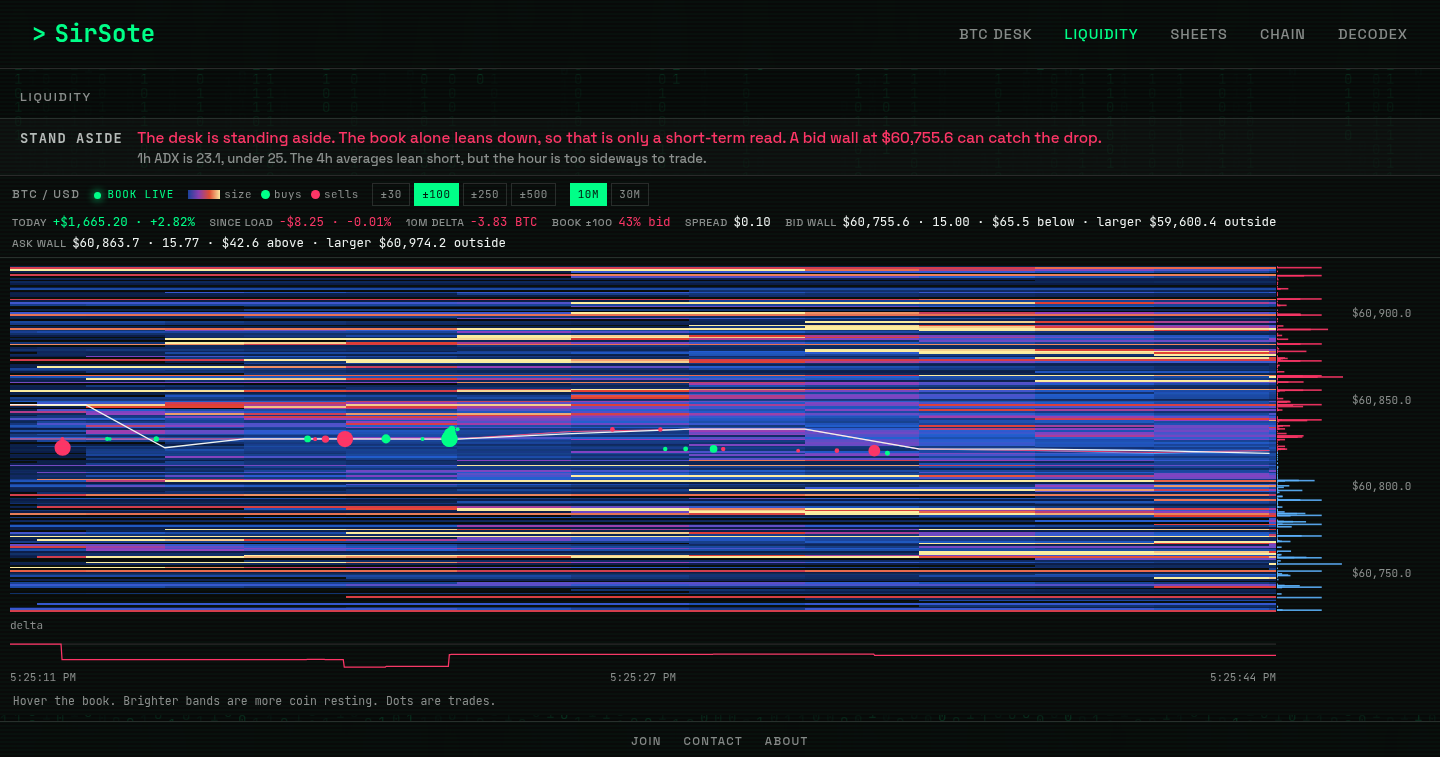 > SirSote
BTC DESK LIQUIDITY SHEETS CHAIN DECODEX
LIQUIDITY
STAND ASIDE The desk is standing aside. The book alone leans down, so that is only a short-term read. A bid wall at $60,755.6 can catch the drop.
1h ADX is 23.1, under 25. The 4h averages lean short, but the hour is too sideways to trade.
BTC / USD BOOK LIVE size buys sells ±30 ±100 ±250 ±500 10M 30M
TODAY +$1,665.20 · +2.82% SINCE LOAD -$8.25 · -0.01% 10M DELTA -3.83 BTC BOOK ±100 43% bid SPREAD $0.10 BID WALL $60,755.6 · 15.00 · $65.5 below · larger $59,600.4 outside
ASK WALL $60,863.7 · 15.77 · $42.6 above · larger $60,974.2 outside
$60,900.0
$60,850.0
$60,800.0
$60,750.0
delta
5:25:11 PM 5:25:27 PM 5:25:44 PM
Hover the book. Brighter bands are more coin resting. Dots are trades.
JOIN CONTACT ABOUT